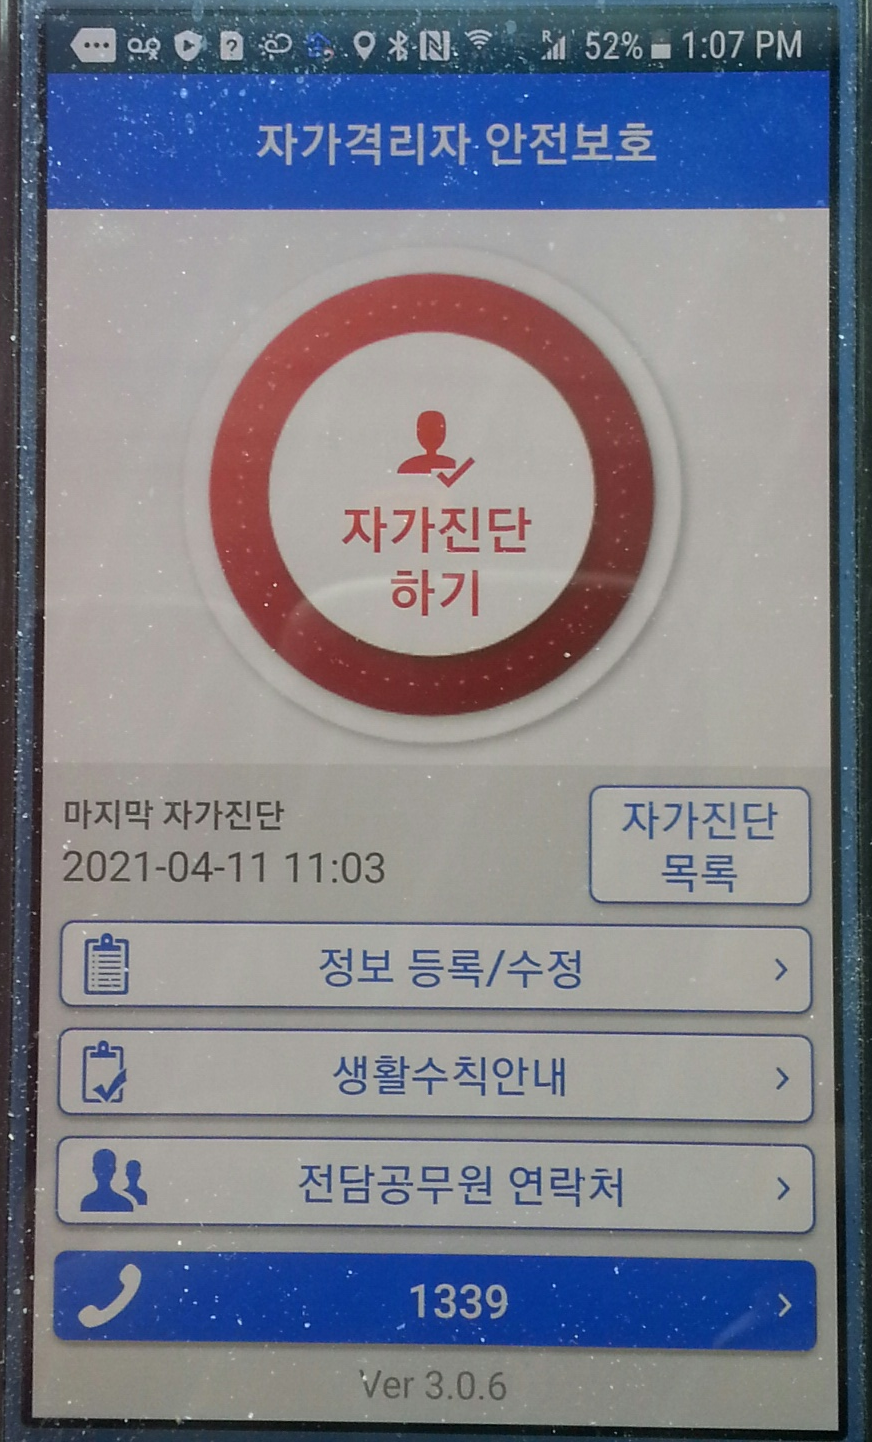 52% 1:07 PM
자가격리자 안전보호
자가진단
하기
마지막 자가진단
2021-04-11 11:03
자가진단
목록
정보 등록/수정
생활수칙안내
전담공무원 연락처
1339
Ver 3.0.6